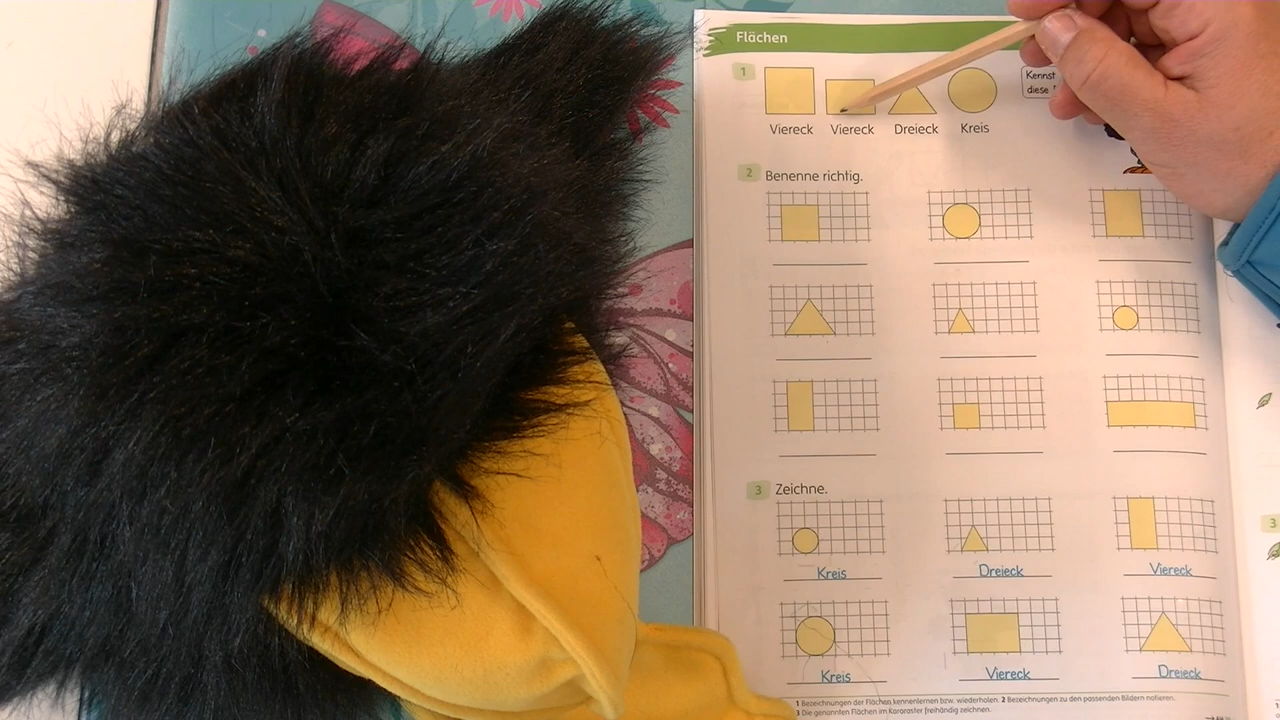 Flächen
1
Kennst
diese
Viereck Viereck Dreieck Kreis
2 Benenne richtig.
3 Zeichne.
3
Kreis Dreieck Viereck
Kreis Viereck Dreieck
1 Bezeichnungen der Flächen kennenlernen bzw. wiederholen. 2 Bezeichnungen zu den passenden Bildern notieren.
3 Die genannten Flächen im Karoraster freihändig zeichnen.